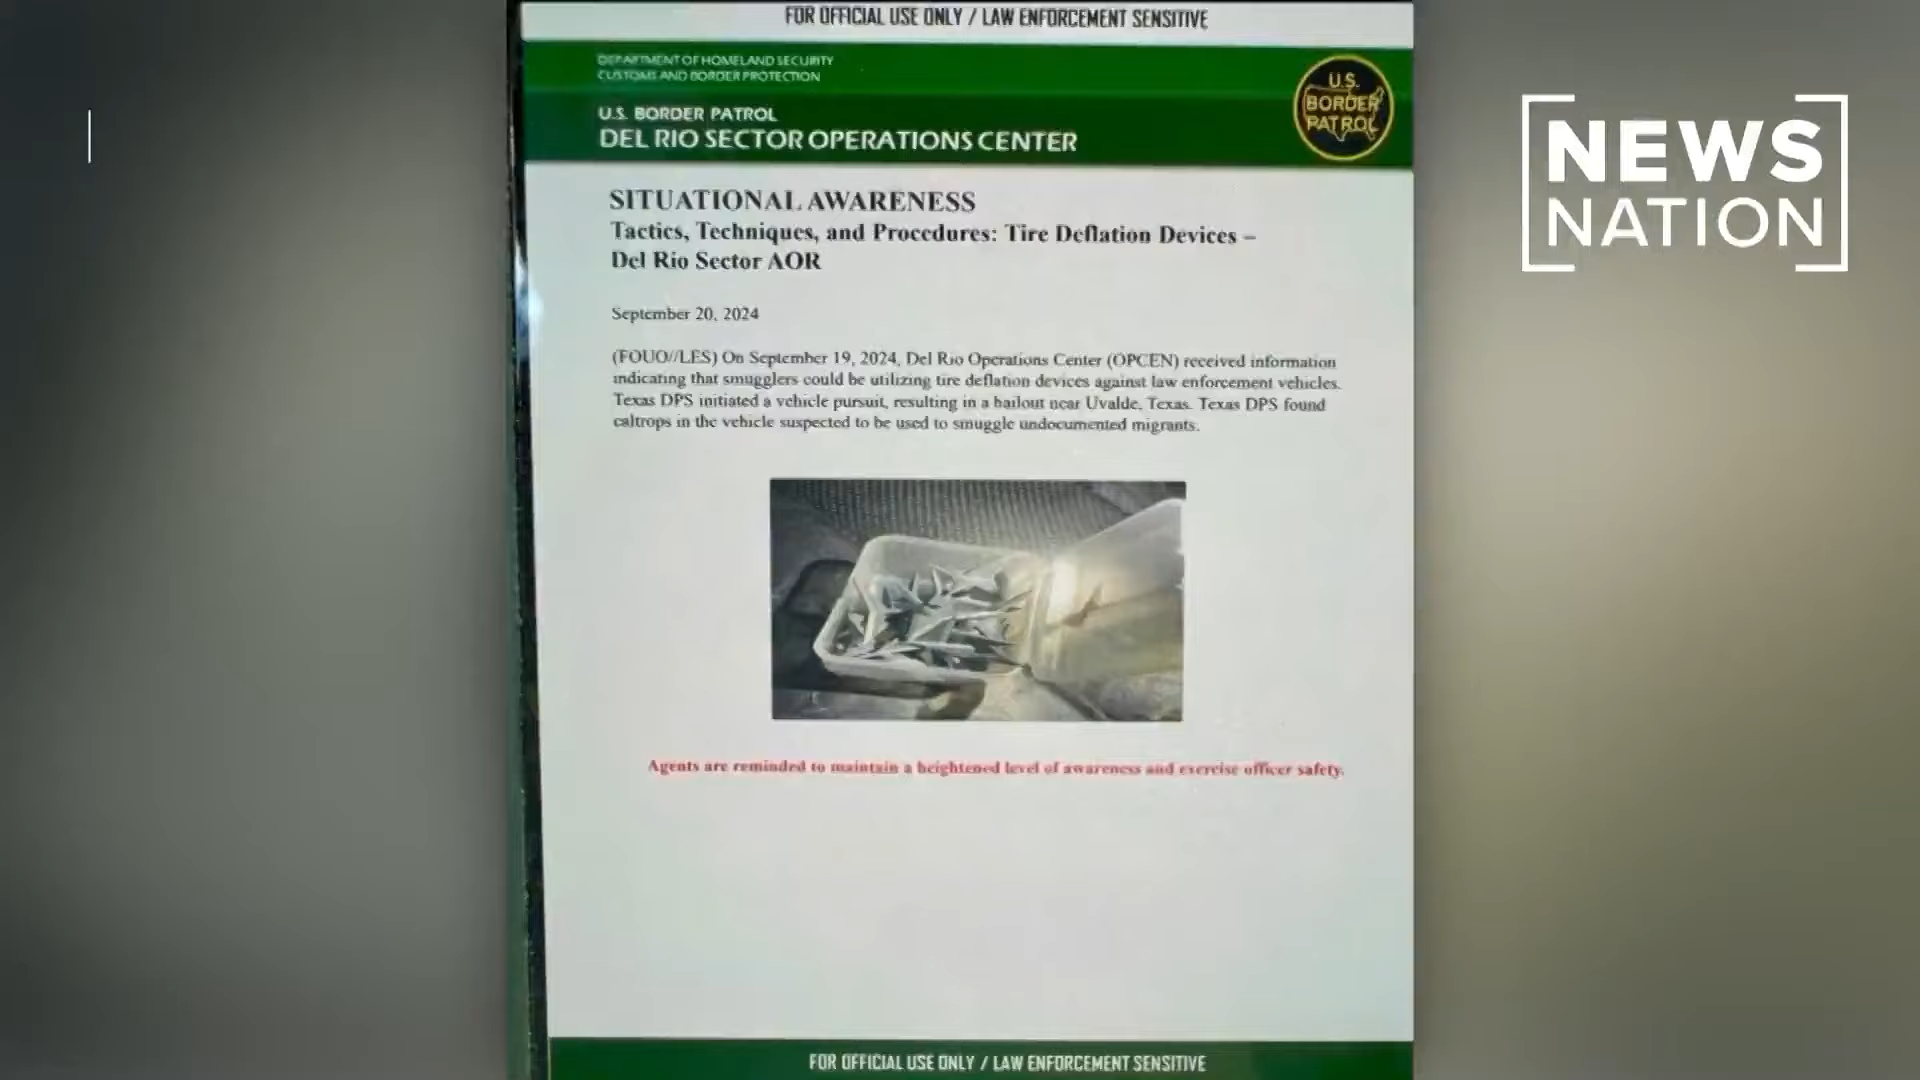 FOR OFFICIAL USE ONLY / LAW ENFORCEMENT SENSITIVE
DEPARTMENT OF HOMELAND SECURITY
CUSTOMS AND BORDER PROTECTION
U.S. BORDER PATROL
DEL RIO SECTOR OPERATIONS CENTER
U.S.
BORDER
PATROL
NEWS
NATION
SITUATIONAL AWARENESS
Tactics, Techniques, and Procedures: Tire Deflation Devices –
Del Rio Sector AOR
September 20, 2024
(FOUO//LES) On September 19, 2024, Del Rio Operations Center (OPCEN) received information
indicating that smugglers could be utilizing tire deflation devices against law enforcement vehicles.
Texas DPS initiated a vehicle pursuit, resulting in a bailout near Uvalde, Texas. Texas DPS found
caltrops in the vehicle suspected to be used to smuggle undocumented migrants.
Agents are reminded to maintain a heightened level of awareness and exercise officer safety.
FOR OFFICIAL USE ONLY / LAW ENFORCEMENT SENSITIVE